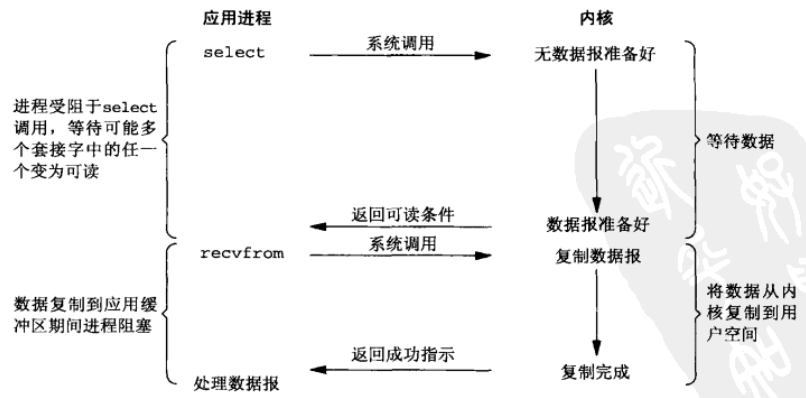 应用进程
内核
select
系统调用
无数据报准备好
进程受阻于select
调用，等待可能多
个套接字中的任一
个变为可读
等待数据
返回可读条件
数据报准备好
recvfrom
系统调用
复制数据报
数据复制到应用缓
冲区期间进程阻塞
将数据从内
核复制到用
户空间
返回成功指示
处理数据报
复制完成